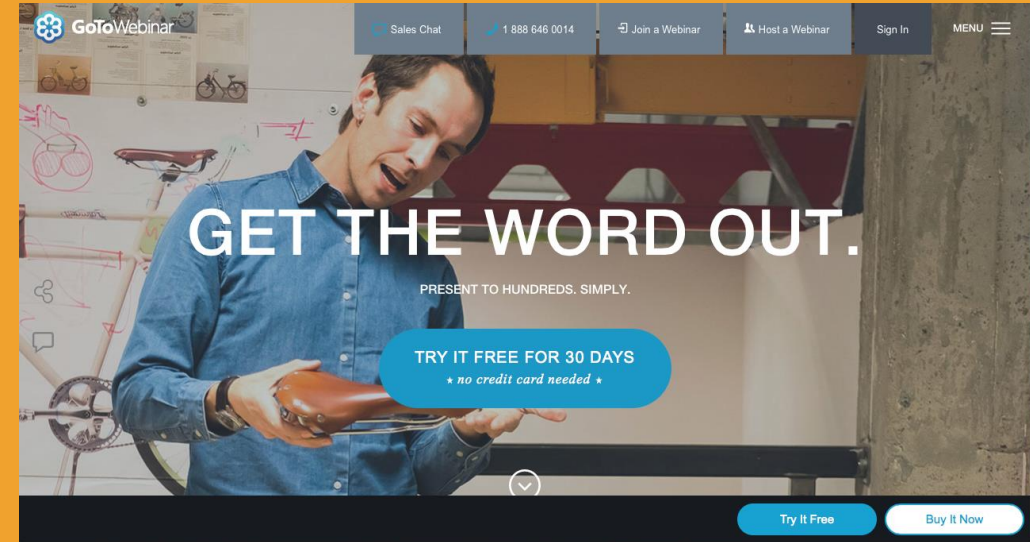 GoToWebinar
Sales Chat
1 888 646 0014
Join a Webinar
Host a Webinar
Sign In
MENU
GET THE WORD OUT.
PRESENT TO HUNDREDS. SIMPLY.
TRY IT FREE FOR 30 DAYS
★ no credit card needed ★
Try It Free
Buy It Now